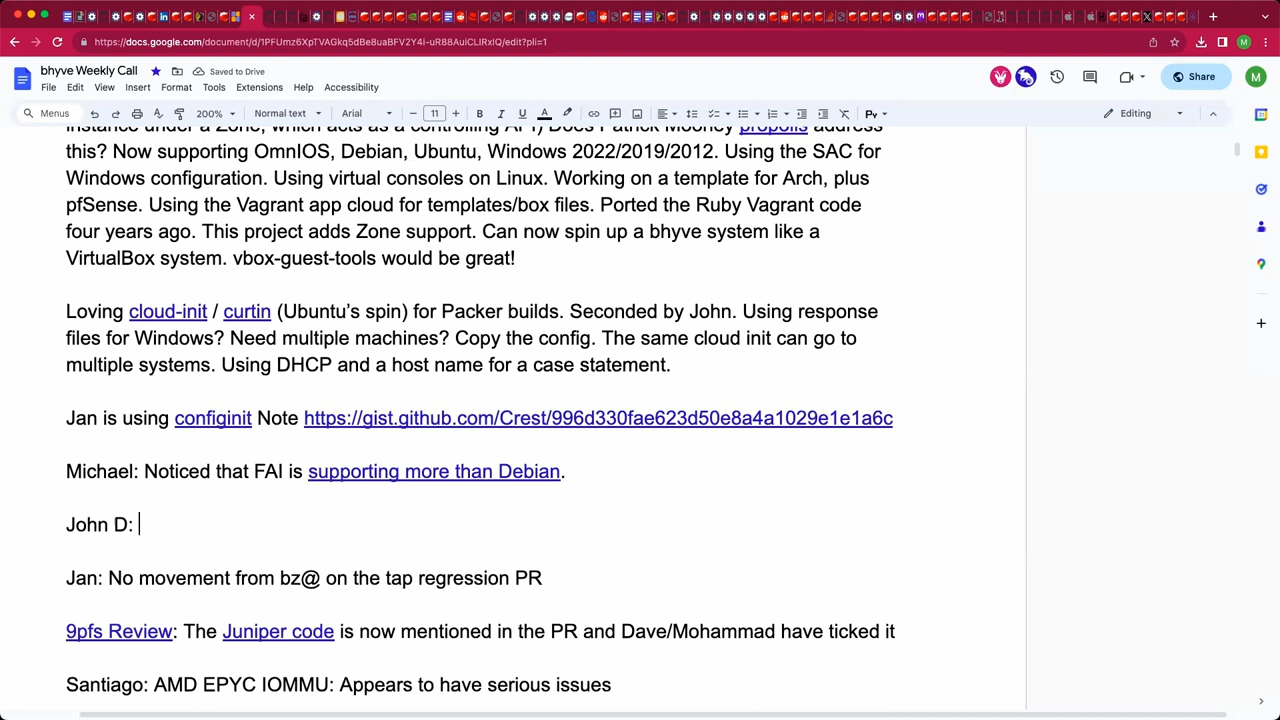 https://docs.google.com/document/d/1PFUmz6XpTVAGkq5dBe8uaBFV2Y4i-uR88AuiCLlRxlQ/edit?pli=1
bhyve Weekly Call
Saved to Drive
File Edit View Insert Format Tools Extensions Help Accessibility
Share
M
M
Menus
200%
Normal text
Arial
11
Editing
instance under a Zone, which acts as a controlling API) Does Patrick Mooney propolis address
this? Now supporting OmnIOS, Debian, Ubuntu, Windows 2022/2019/2012. Using the SAC for
Windows configuration. Using virtual consoles on Linux. Working on a template for Arch, plus
pfSense. Using the Vagrant app cloud for templates/box files. Ported the Ruby Vagrant code
four years ago. This project adds Zone support. Can now spin up a bhyve system like a
VirtualBox system. vbox-guest-tools would be great!
Loving cloud-init / curtin (Ubuntu’s spin) for Packer builds. Seconded by John. Using response
files for Windows? Need multiple machines? Copy the config. The same cloud init can go to
multiple systems. Using DHCP and a host name for a case statement.
Jan is using configinit Note https://gist.github.com/Crest/996d330fae623d50e8a4a1029e1e1a6c
Michael: Noticed that FAI is supporting more than Debian.
John D:
Jan: No movement from bz@ on the tap regression PR
9pfs Review: The Juniper code is now mentioned in the PR and Dave/Mohammad have ticked it
Santiago: AMD EPYC IOMMU: Appears to have serious issues